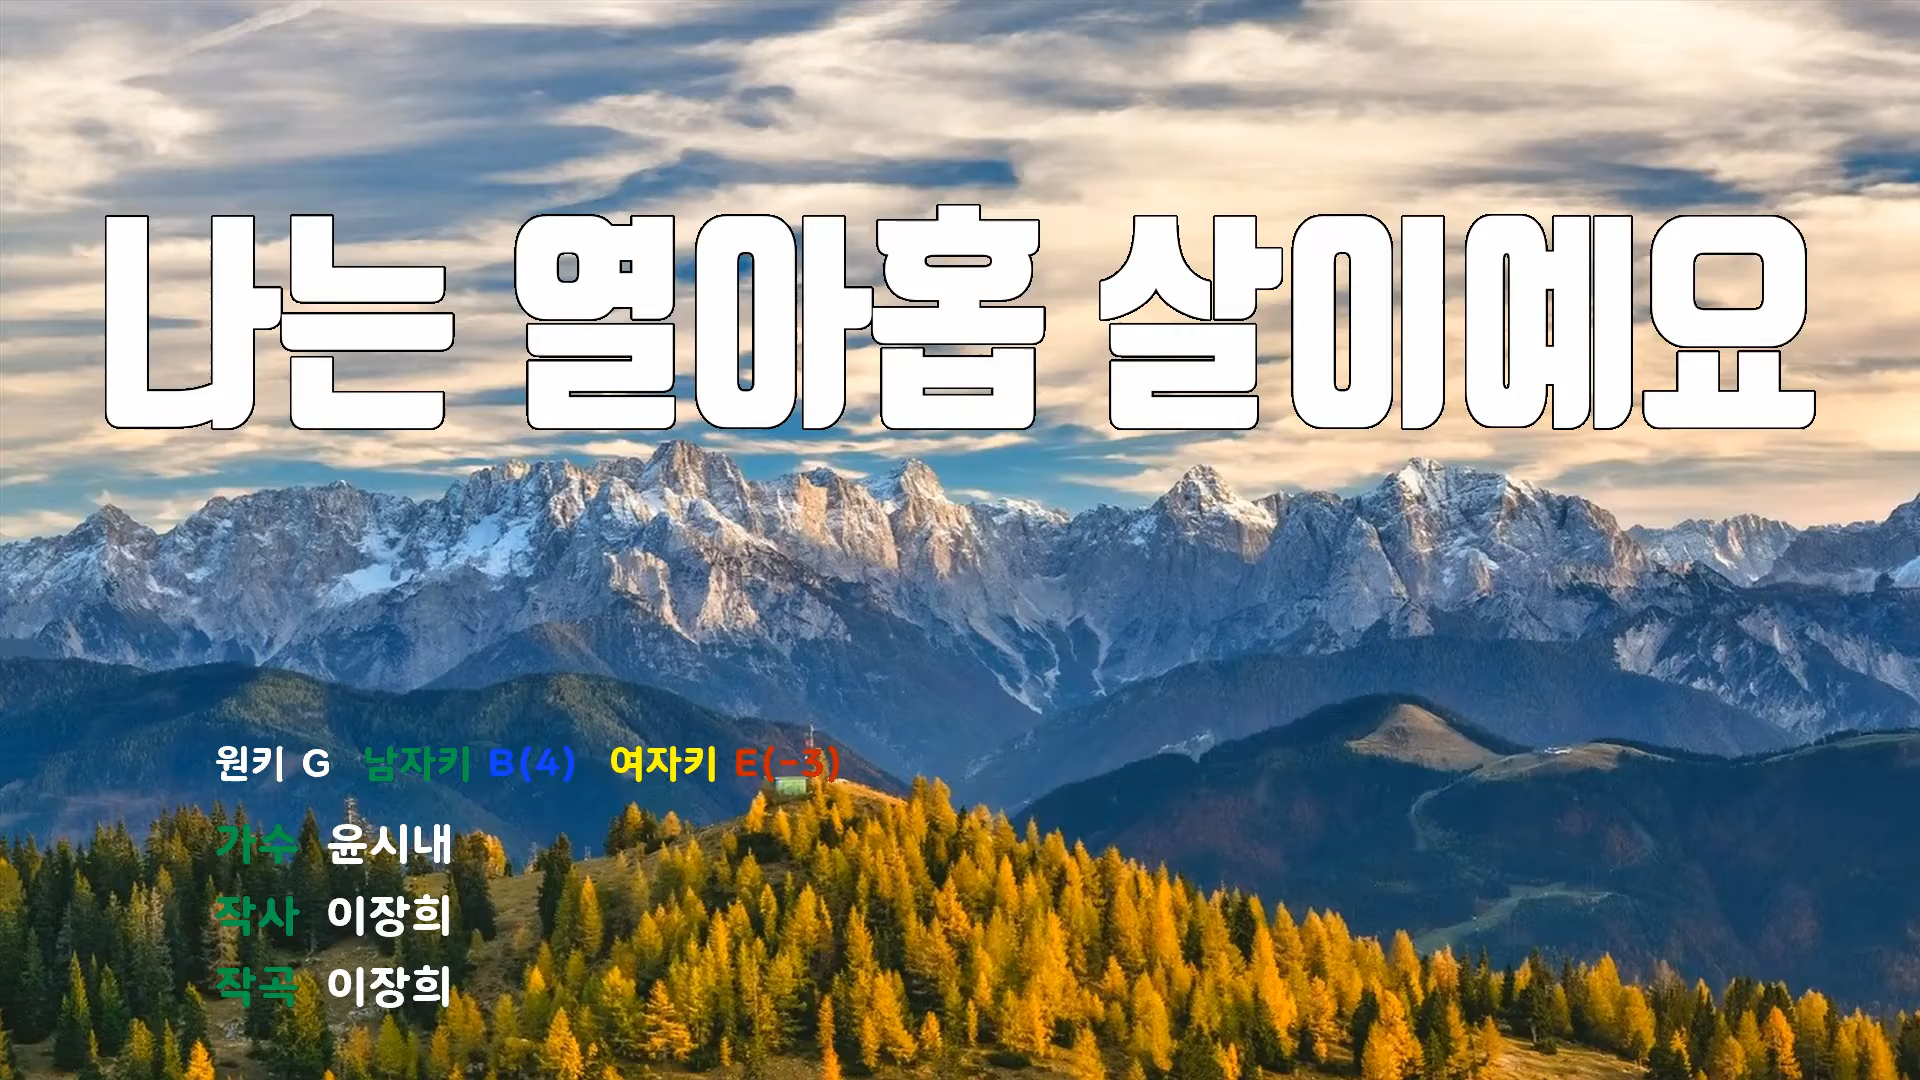 나는 열아홉 살이예요
원키 G 남자키 B(4) 여자키 E(-3)
가수 윤시내
작사 이장희
작곡 이장희